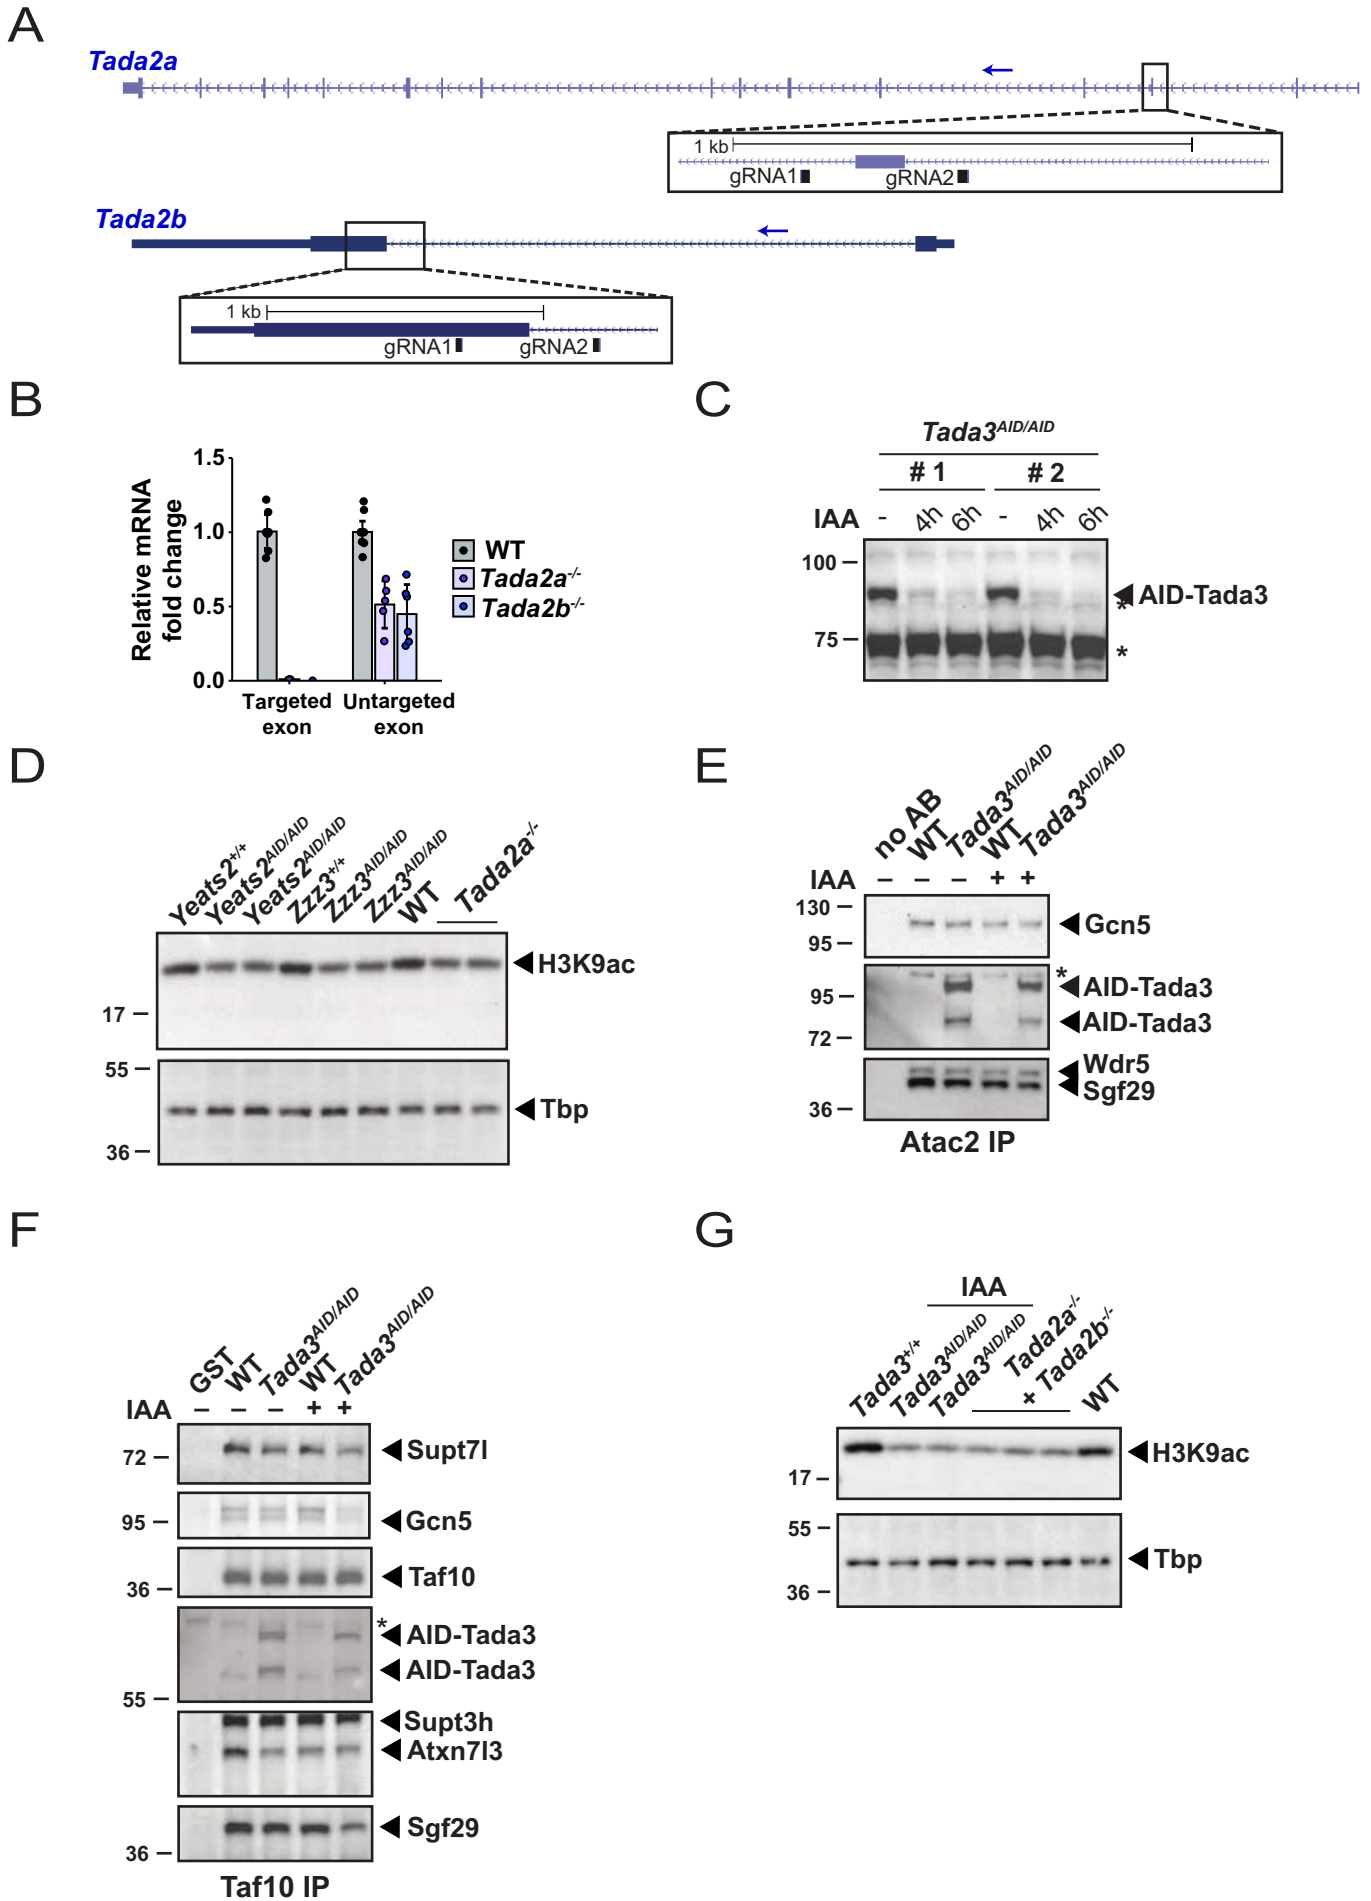 A
Tada2a
1 kb
gRNA1
gRNA2
Tada2b
1 kb
gRNA1
gRNA2
B
Relative mRNA
fold change
1.5
1.0
0.5
0.0
Targeted
exon
Untargeted
exon
WT
Tada2a-/-
Tada2b-/-
C
Tada3AID/AID
# 1
# 2
IAA - 4h 6h - 4h 6h
100
AID-Tada3
*
75
*
D
Yeats2+/+
Yeats2AID/AID
Yeats2AID/AID
Zzz3+/+
Zzz3AID/AID
Zzz3AID/AID
WT
Tada2a-/-
H3K9ac
17
55
Tbp
36
E
no AB
WT
Tada3AID/AID
WT
Tada3AID/AID
IAA – – – + +
130
Gcn5
95
*
AID-Tada3
95
AID-Tada3
72
Wdr5
Sgf29
36
Atac2 IP
F
GST
WT
Tada3AID/AID
WT
Tada3AID/AID
IAA – – – + +
Supt7l
72
Gcn5
95
Taf10
36
*
AID-Tada3
AID-Tada3
55
Supt3h
Atxn7l3
Sgf29
36
Taf10 IP
G
IAA
Tada3+/+
Tada3AID/AID
Tada3AID/AID
Tada2a-/-
+ Tada2b-/-
WT
H3K9ac
17
55
Tbp
36